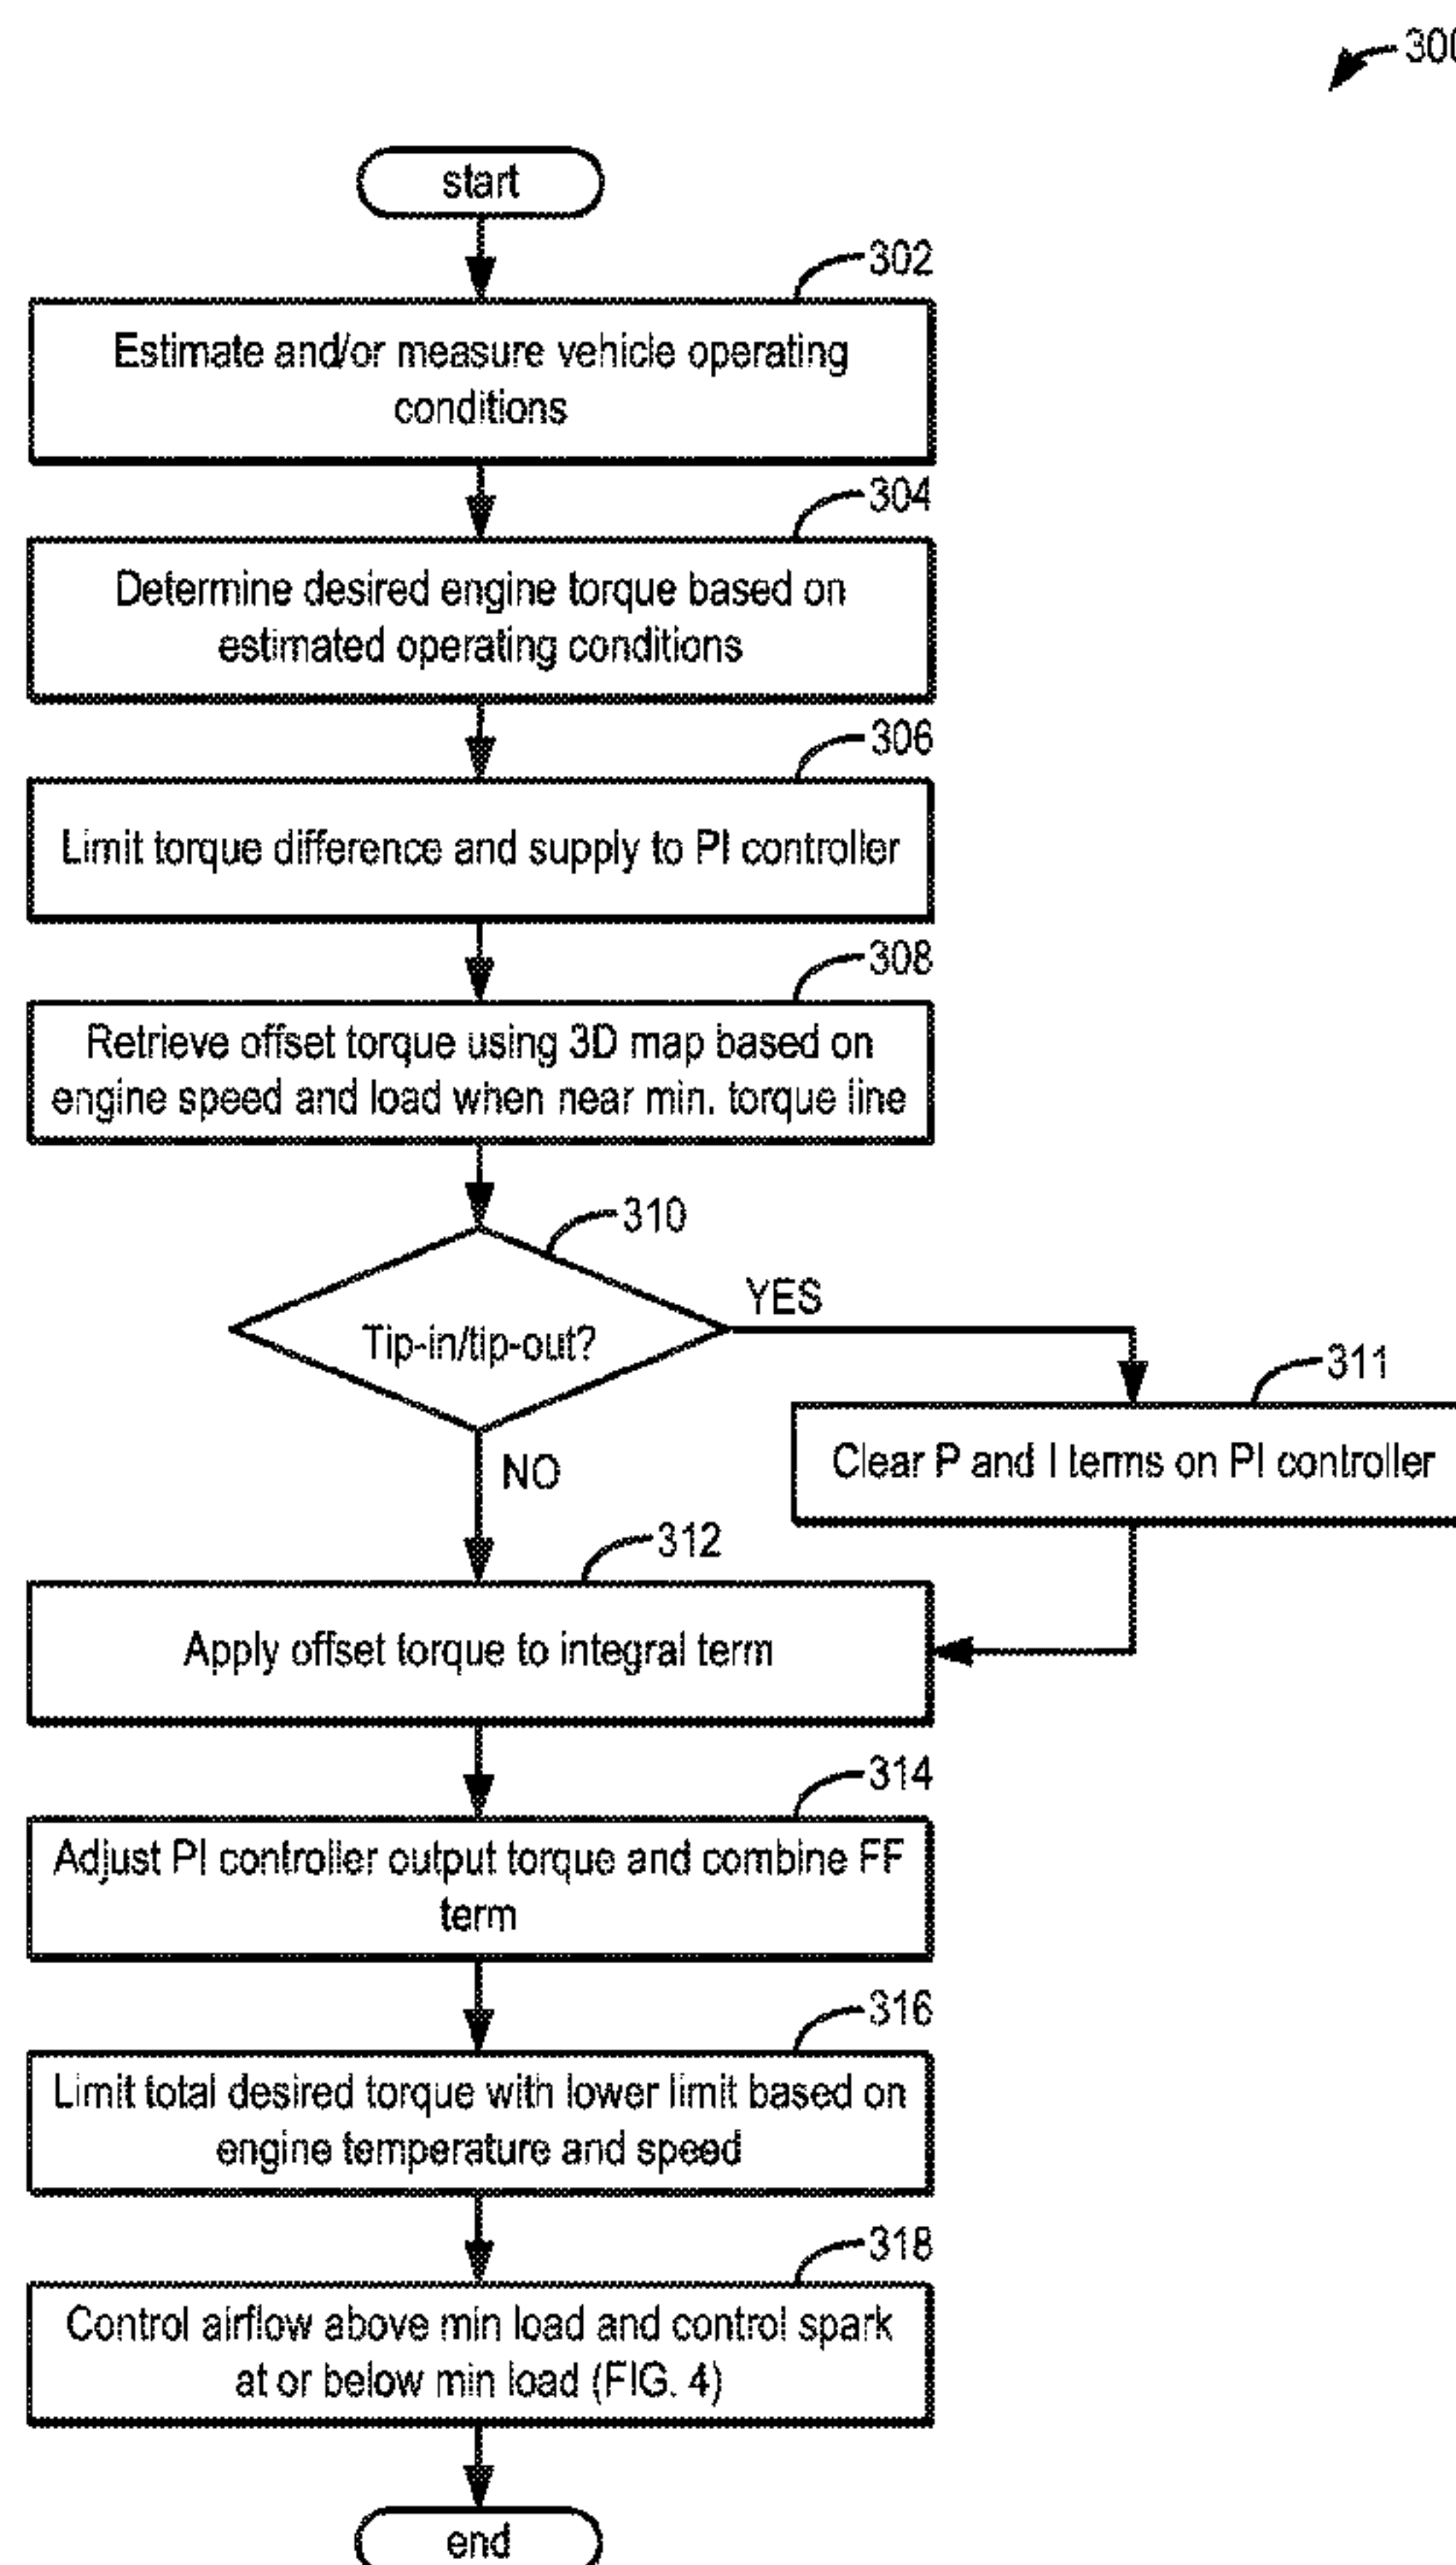 300
start
302
Estimate and/or measure vehicle operating
conditions
304
Determine desired engine torque based on
estimated operating conditions
306
Limit torque difference and supply to PI controller
308
Retrieve offset torque using 3D map based on
engine speed and load when near min. torque line
310
Tip-in/tip-out?
YES
311
Clear P and I terms on PI controller
NO
312
Apply offset torque to integral term
314
Adjust PI controller output torque and combine FF
term
316
Limit total desired torque with lower limit based on
engine temperature and speed
318
Control airflow above min load and control spark
at or below min load (FIG. 4)
end